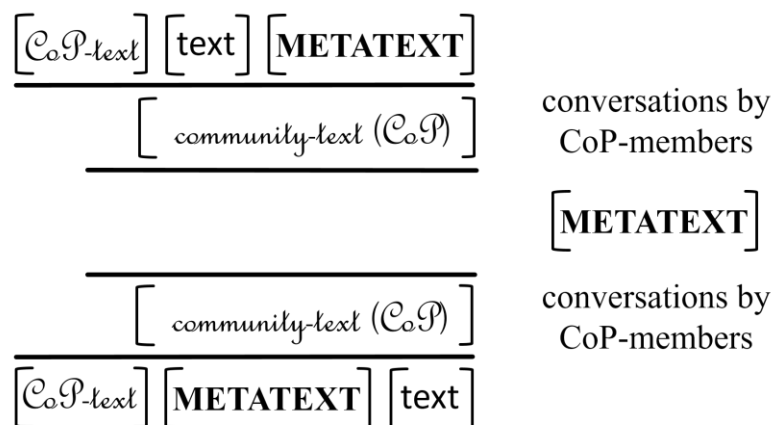 [CoP-text] [text] [METATEXT]
[community-text (CoP)]
conversations by
CoP-members
[METATEXT]
[community-text (CoP)]
conversations by
CoP-members
[CoP-text] [METATEXT] [text]